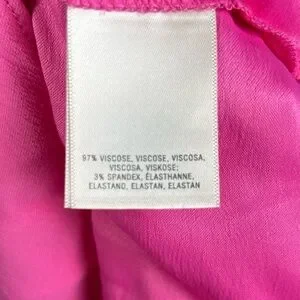 97% VISCOSE, VISCOSE, VISCOSA,
VISCOSA, VISKOSE;
3% SPANDEX, ÉLASTHANNE,
ELASTANO, ELASTAN, ELASTAN